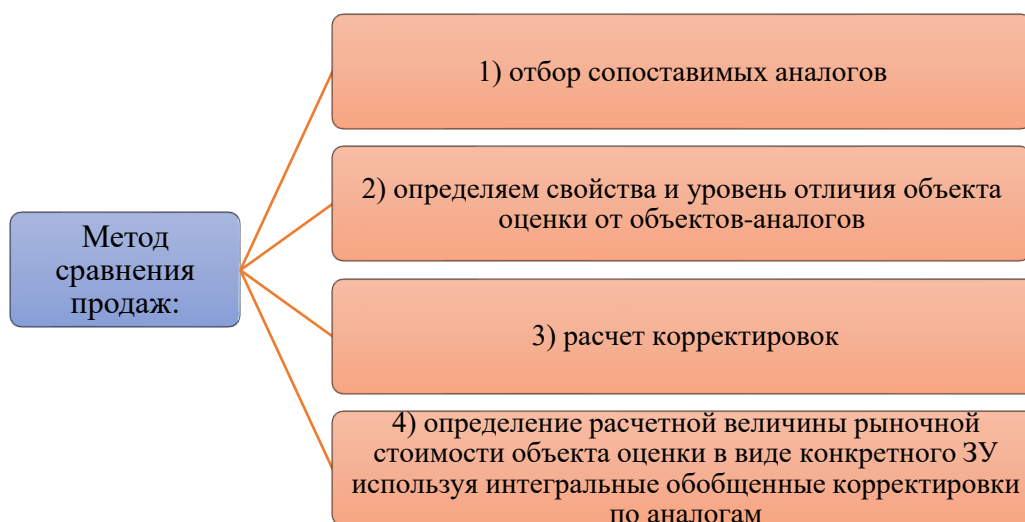 Метод
сравнения
продаж:
1) отбор сопоставимых аналогов
2) определяем свойства и уровень отличия объекта
оценки от объектов-аналогов
3) расчет корректировок
4) определение расчетной величины рыночной
стоимости объекта оценки в виде конкретного ЗУ
используя интегральные обобщенные корректировки
по аналогам